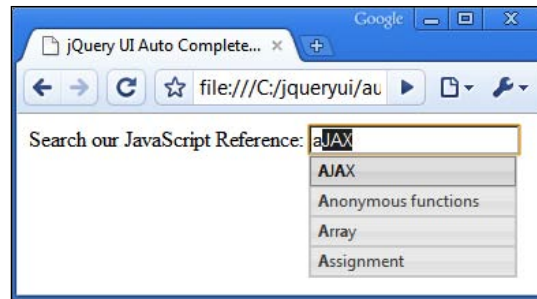 Google
jQuery UI Auto Complete...
file:///C:/jqueryui/au
Search our JavaScript Reference: aJAX
AJAX
Anonymous functions
Array
Assignment